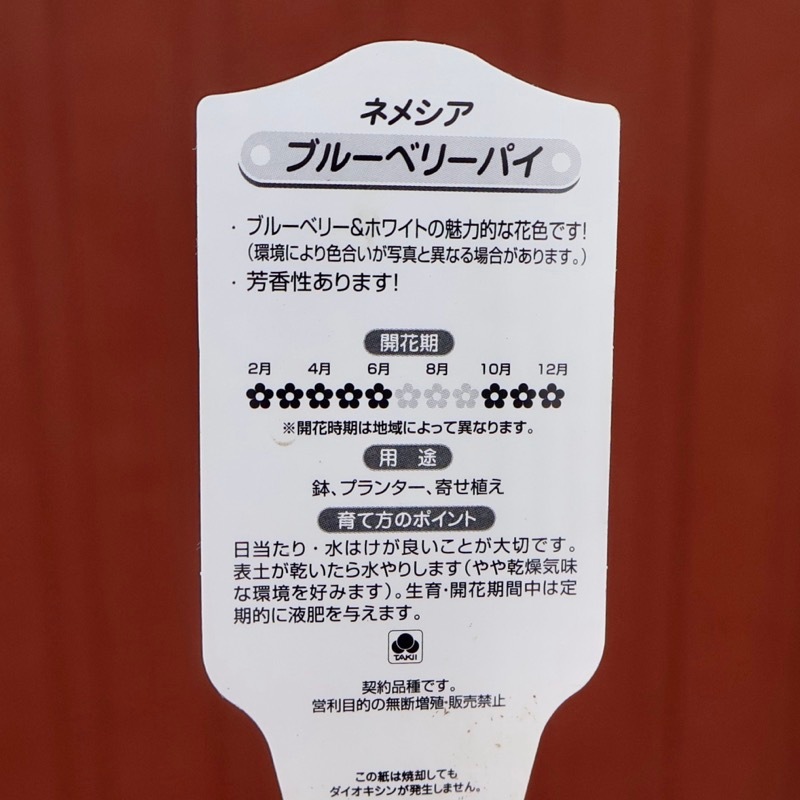 ネメシア
ブルーベリーパイ
・ブルーベリー&ホワイトの魅力的な花色です!
(環境により色合いが写真と異なる場合があります。)
・芳香性あります!
開花期
2月 4月 6月 8月 10月 12月
※開花時期は地域によって異なります。
用 途
鉢、プランター、寄せ植え
育て方のポイント
日当たり・水はけが良いことが大切です。
表土が乾いたら水やりします(やや乾燥気味
な環境を好みます)。生育・開花期間中は定
期的に液肥を与えます。
TAKII
契約品種です。
営利目的の無断増殖・販売禁止
この紙は焼却しても
ダイオキシンが発生しません。